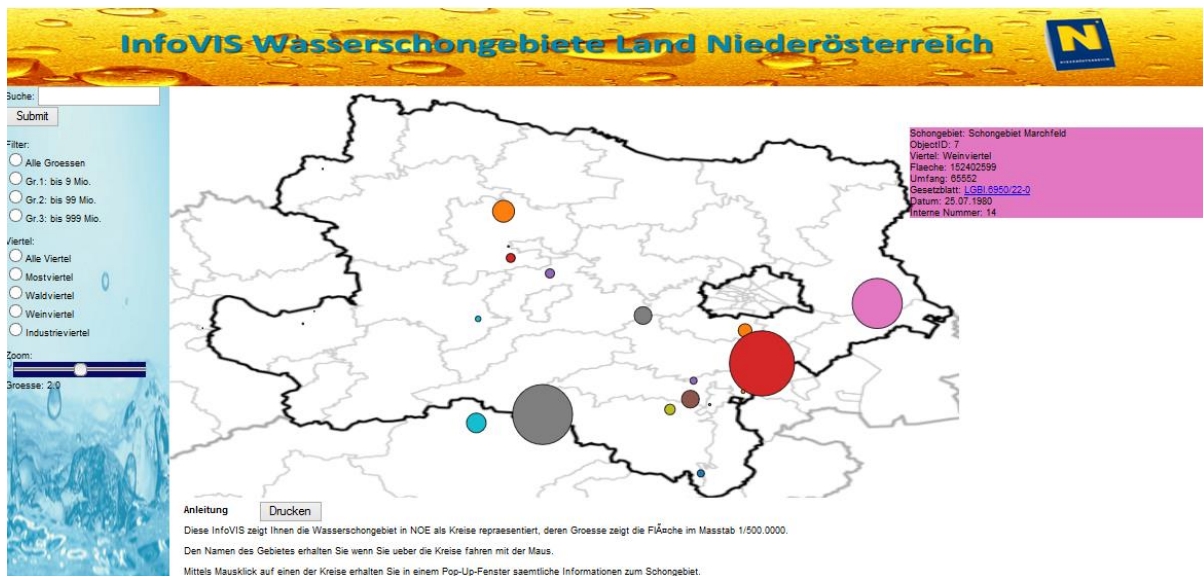 InfoVIS Wasserschongebiete Land Niederösterreich
N
NIEDERÖSTERREICH
Suche:
Submit
Filter:
Alle Groessen
Gr.1: bis 9 Mio.
Gr.2: bis 99 Mio.
Gr.3: bis 999 Mio.
Viertel:
Alle Viertel
Mostviertel
Waldviertel
Weinviertel
Industrieviertel
Zoom:
Groesse: 2.0
Schongebiet: Schongebiet Marchfeld
ObjectID: 7
Viertel: Weinviertel
Flaeche: 152402599
Umfang: 65552
Gesetzblatt: LGBl.6950/22-0
Datum: 25.07.1980
Interne Nummer: 14
Anleitung
Drucken
Diese InfoVIS zeigt Ihnen die Wasserschongebiet in NOE als Kreise repraesentiert, deren Groesse zeigt die FlÃ¤che im Masstab 1/500.0000.
Den Namen des Gebietes erhalten Sie wenn Sie ueber die Kreise fahren mit der Maus.
Mittels Mausklick auf einen der Kreise erhalten Sie in einem Pop-Up-Fenster saemtliche Informationen zum Schongebiet.